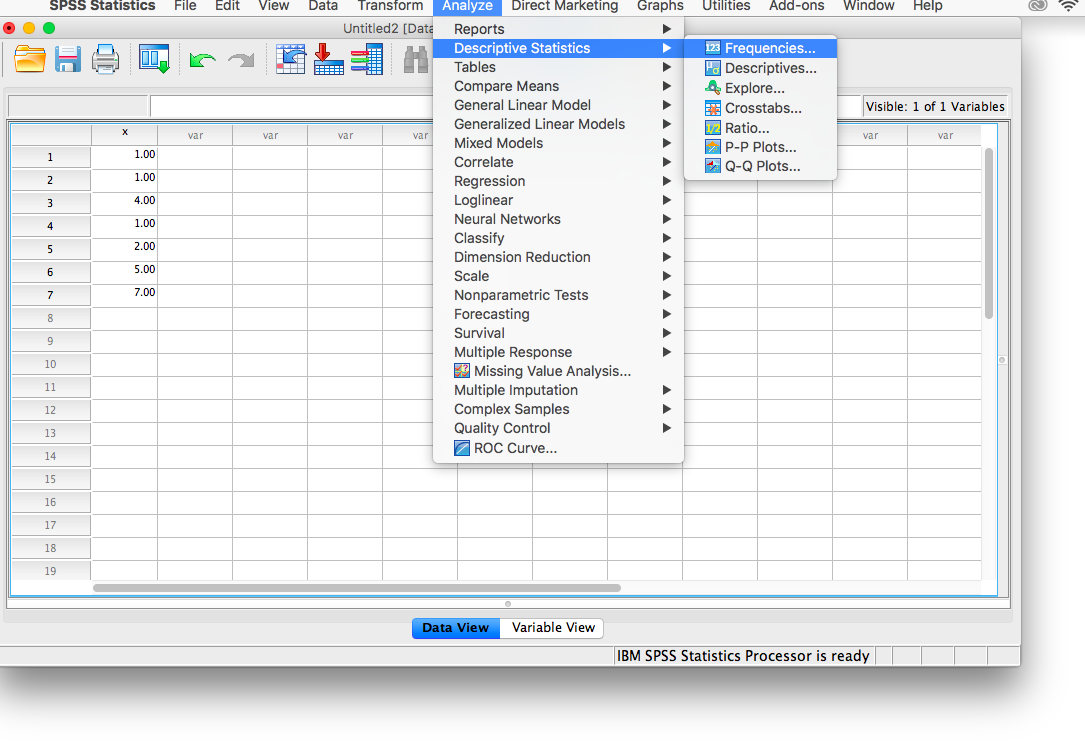 SPSS Statistics File Edit View Data Transform Analyze Direct Marketing Graphs Utilities Add-ons Window Help
Untitled2 [Data
Reports
Descriptive Statistics
Tables
Compare Means
General Linear Model
Generalized Linear Models
Mixed Models
Correlate
Regression
Loglinear
Neural Networks
Classify
Dimension Reduction
Scale
Nonparametric Tests
Forecasting
Survival
Multiple Response
Missing Value Analysis...
Multiple Imputation
Complex Samples
Quality Control
ROC Curve...
123 Frequencies...
Descriptives...
Explore...
Crosstabs...
1/2 Ratio...
P-P Plots...
Q-Q Plots...
Visible: 1 of 1 Variables
x var var var var var var
1 1.00
2 1.00
3 4.00
4 1.00
5 2.00
6 5.00
7 7.00
8
9
10
11
12
13
14
15
16
17
18
19
Data View Variable View
IBM SPSS Statistics Processor is ready